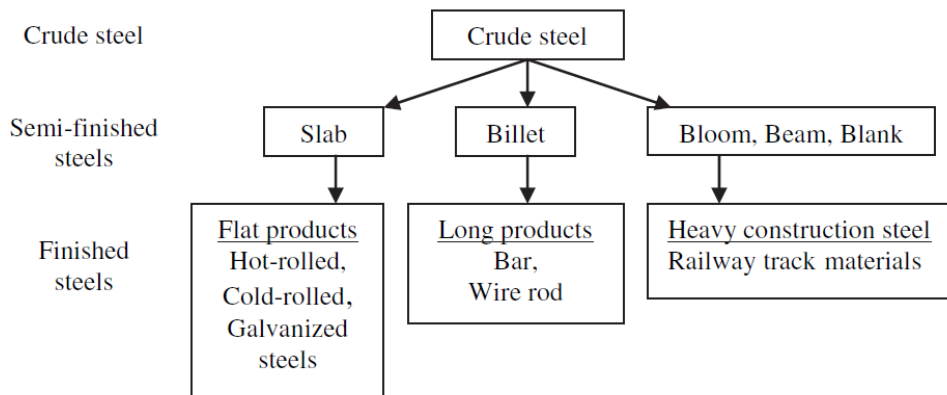 Crude steel
Crude steel
Semi-finished
steels
Slab
Billet
Bloom, Beam, Blank
Finished
steels
Flat products
Hot-rolled,
Cold-rolled,
Galvanized
steels
Long products
Bar,
Wire rod
Heavy construction steel
Railway track materials